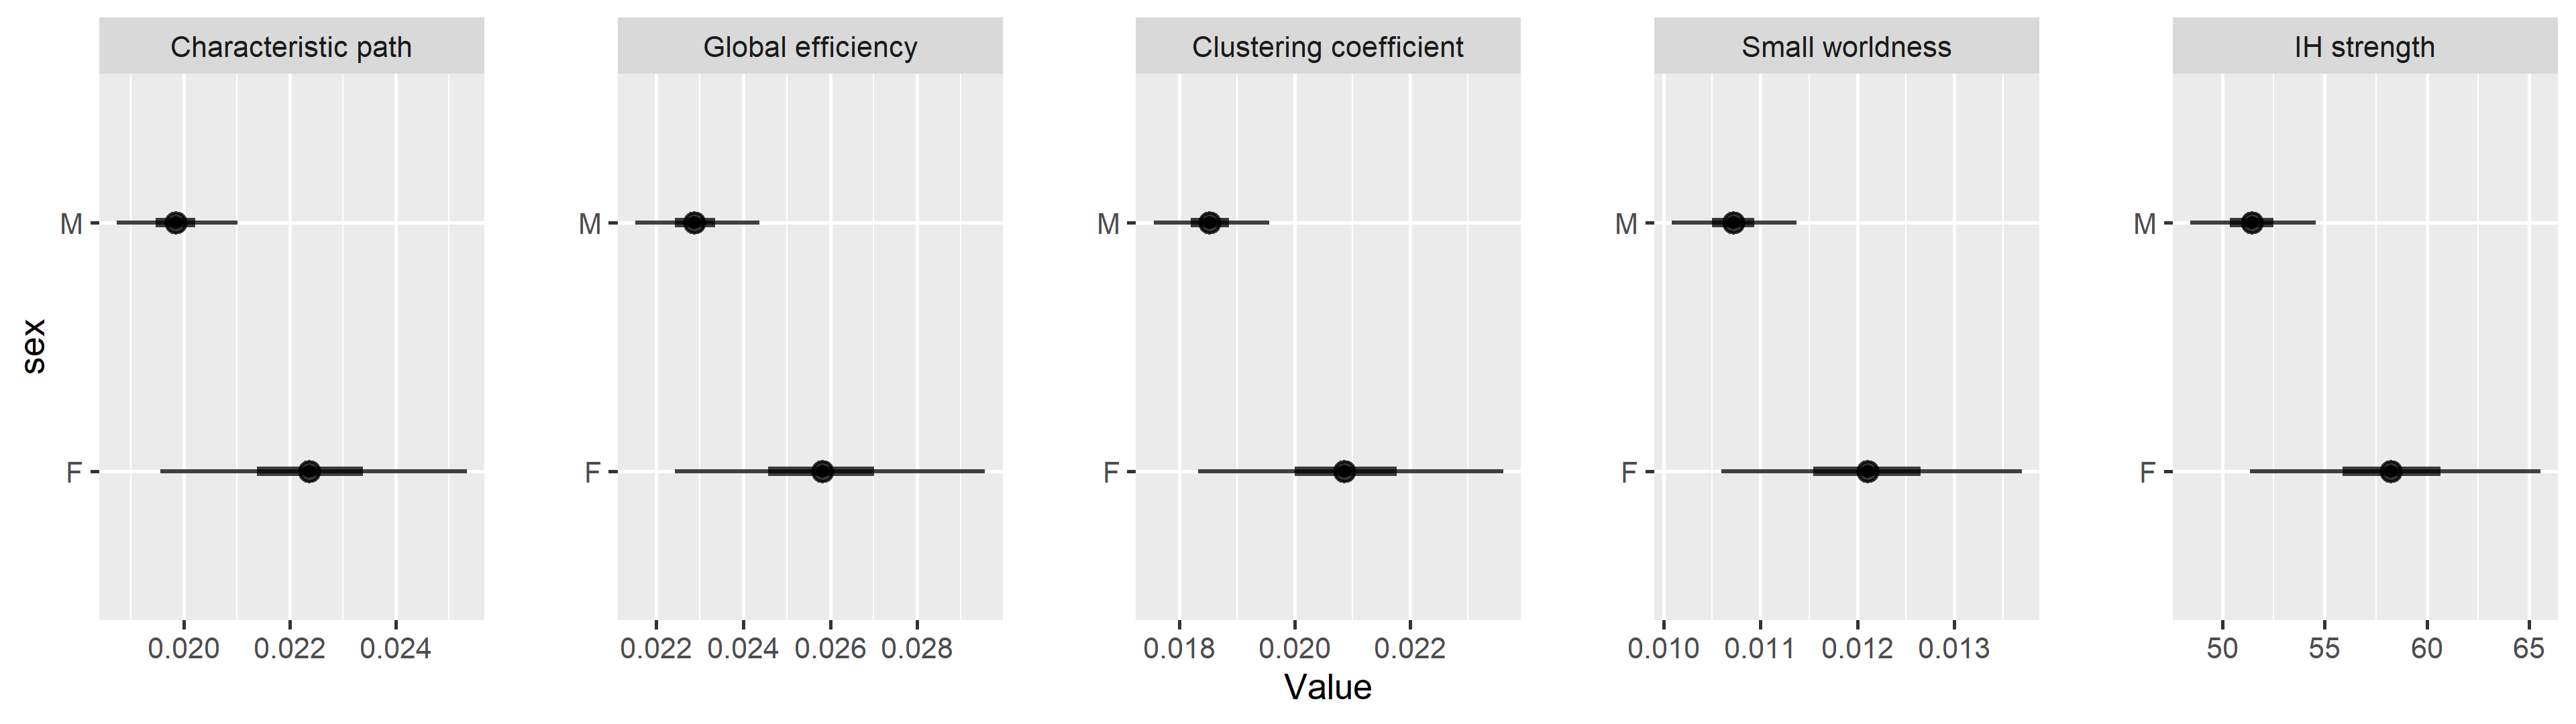 Characteristic path
Global efficiency
Clustering coefficient
Small worldness
IH strength
sex
M
F
0.020 0.022 0.024
M
F
0.022 0.024 0.026 0.028
M
F
0.018 0.020 0.022
M
F
0.010 0.011 0.012 0.013
M
F
50 55 60 65
Value